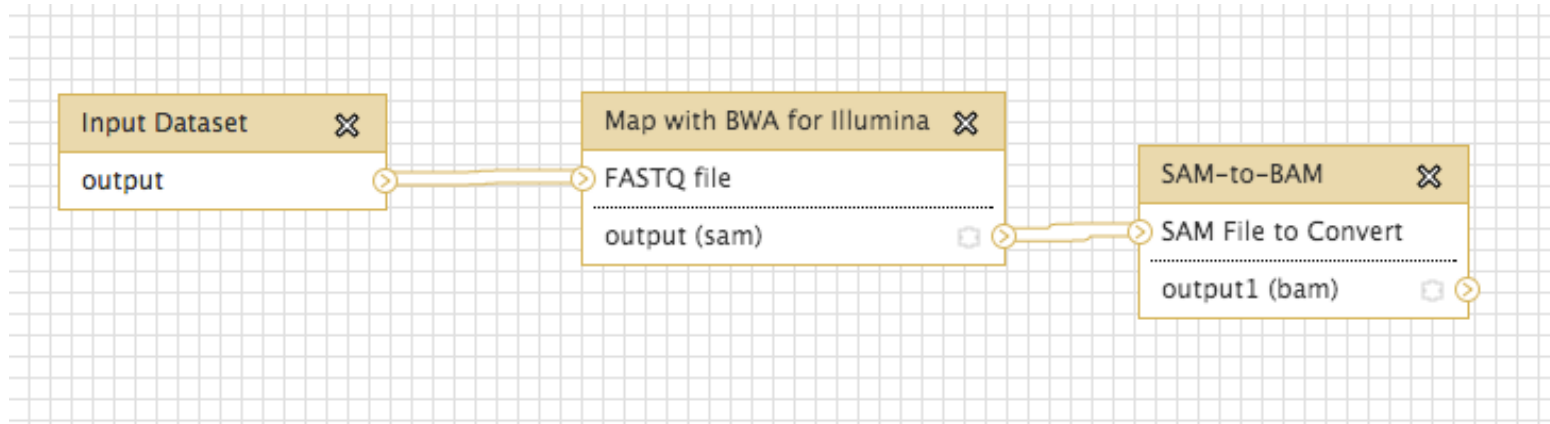 Input Dataset
output
Map with BWA for Illumina
FASTQ file
output (sam)
SAM-to-BAM
SAM File to Convert
output1 (bam)